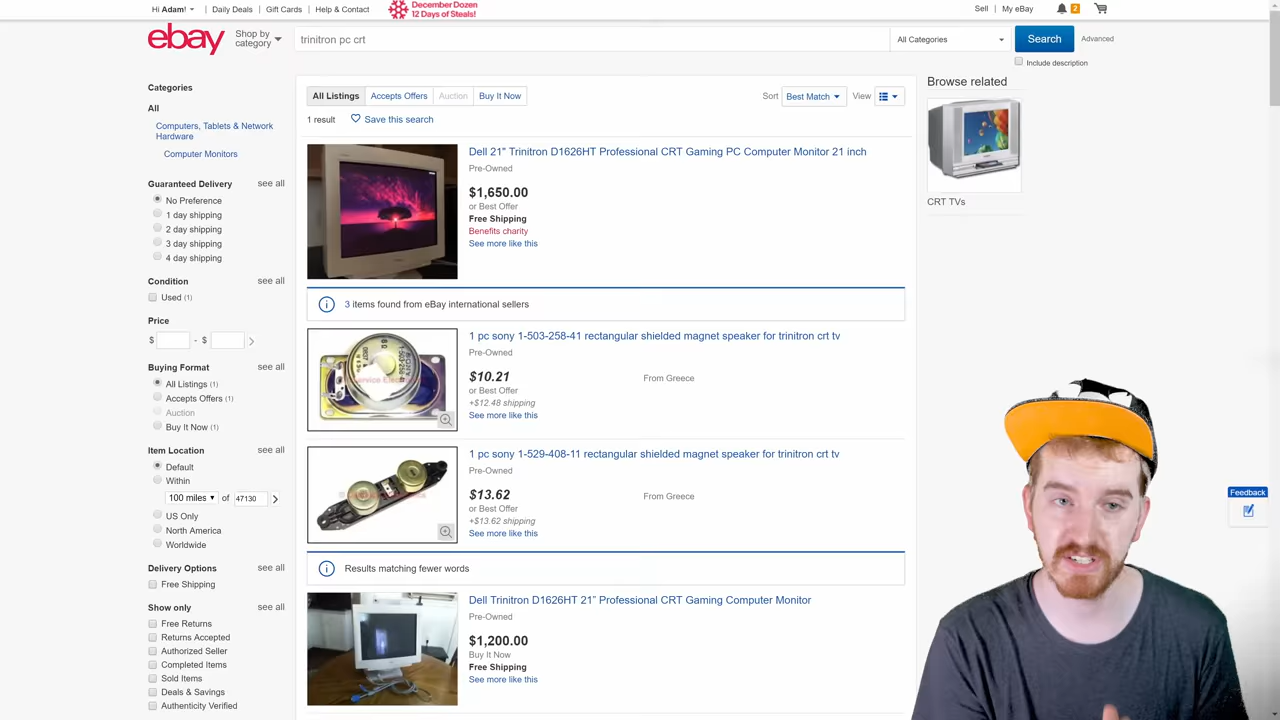 Hi Adam!
Daily Deals
Gift Cards
Help & Contact
December Dozen
12 Days of Steals!
Sell
My eBay
2
ebay
Shop by
category
trinitron pc crt
All Categories
Search
Advanced
Include description
Categories
All
Computers, Tablets & Network
Hardware
Computer Monitors
Guaranteed Delivery
see all
No Preference
1 day shipping
2 day shipping
3 day shipping
4 day shipping
Condition
see all
Used (1)
Price
$
- $
Buying Format
see all
All Listings (1)
Accepts Offers (1)
Auction
Buy It Now (1)
Item Location
see all
Default
Within
100 miles
of
47130
US Only
North America
Worldwide
Delivery Options
see all
Free Shipping
Show only
see all
Free Returns
Returns Accepted
Authorized Seller
Completed Items
Sold Items
Deals & Savings
Authenticity Verified
All Listings
Accepts Offers
Auction
Buy It Now
Sort
Best Match
View
1 result
Save this search
Dell 21" Trinitron D1626HT Professional CRT Gaming PC Computer Monitor 21 inch
Pre-Owned
$1,650.00
or Best Offer
Free Shipping
Benefits charity
See more like this
3 items found from eBay international sellers
1 pc sony 1-503-258-41 rectangular shielded magnet speaker for trinitron crt tv
Pre-Owned
$10.21
From Greece
or Best Offer
+$12.48 shipping
See more like this
1 pc sony 1-529-408-11 rectangular shielded magnet speaker for trinitron crt tv
Pre-Owned
$13.62
From Greece
or Best Offer
+$13.62 shipping
See more like this
Results matching fewer words
Dell Trinitron D1626HT 21" Professional CRT Gaming Computer Monitor
Pre-Owned
$1,200.00
Buy It Now
Free Shipping
See more like this
Browse related
CRT TVs
Feedback